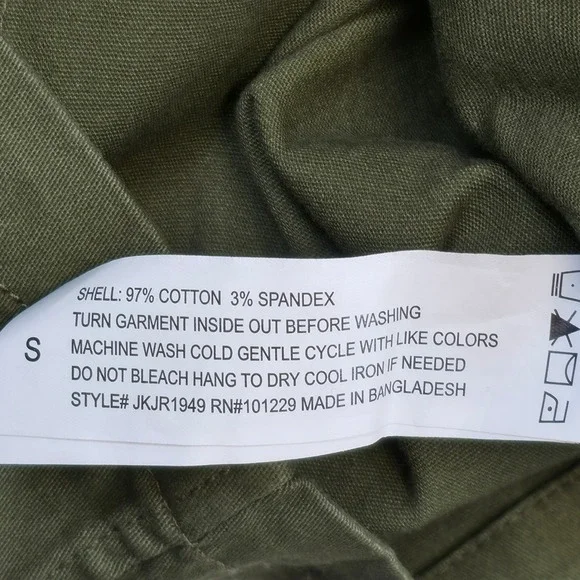 S
SHELL: 97% COTTON 3% SPANDEX
TURN GARMENT INSIDE OUT BEFORE WASHING
MACHINE WASH COLD GENTLE CYCLE WITH LIKE COLORS
DO NOT BLEACH HANG TO DRY COOL IRON IF NEEDED
STYLE# JKJR1949 RN#101229 MADE IN BANGLADESH